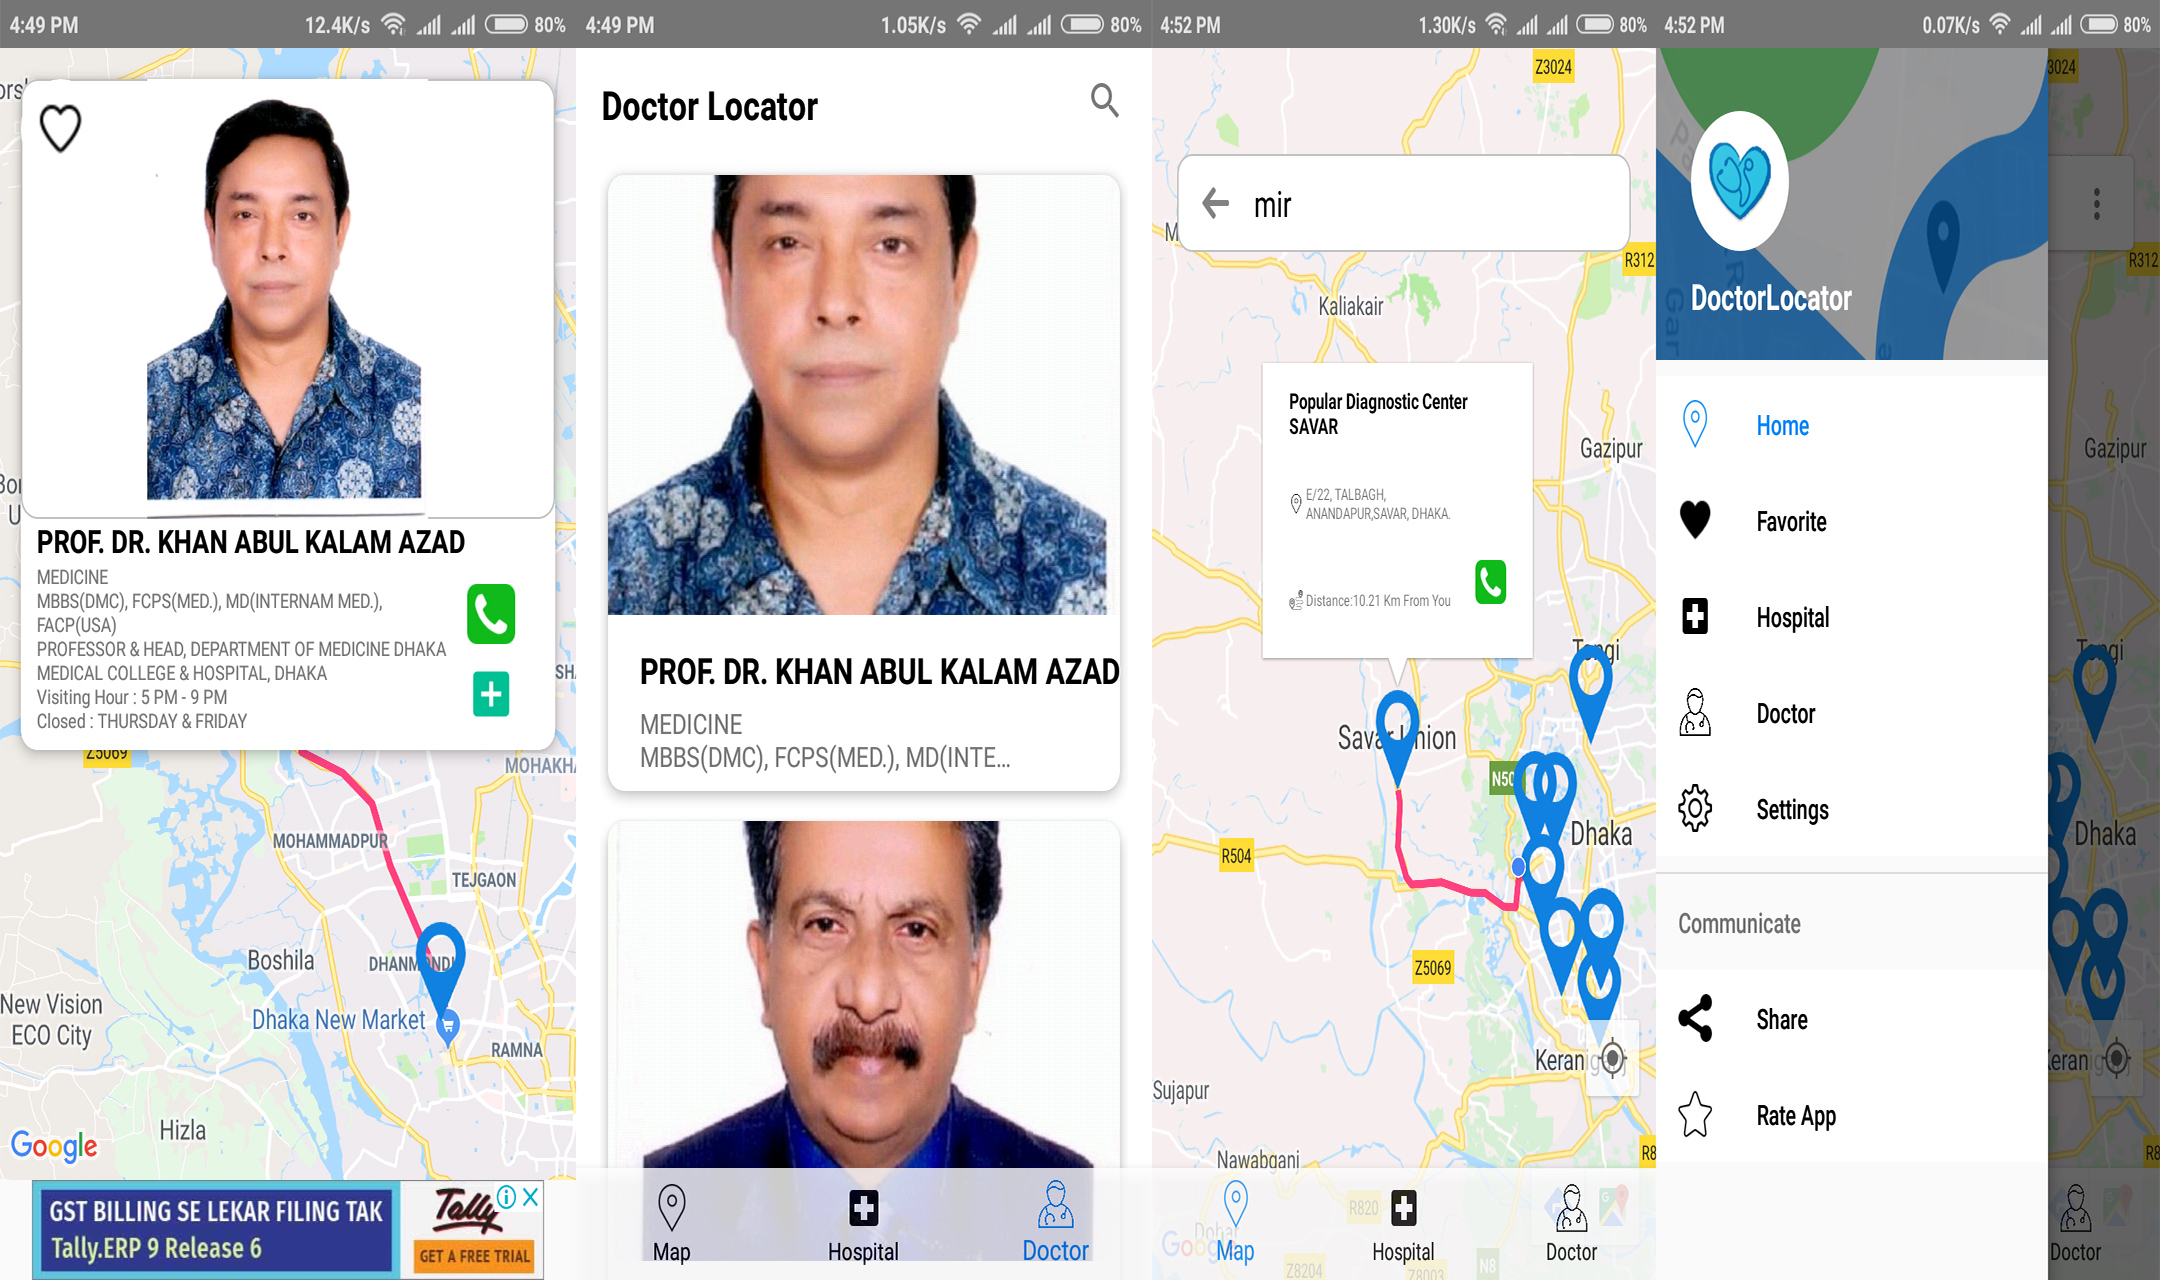 4:49 PM
12.4K/s
80%
PROF. DR. KHAN ABUL KALAM AZAD
MEDICINE
MBBS(DMC), FCPS(MED.), MD(INTERNAM MED.),
FACP(USA)
PROFESSOR & HEAD, DEPARTMENT OF MEDICINE DHAKA
MEDICAL COLLEGE & HOSPITAL, DHAKA
Visiting Hour : 5 PM - 9 PM
Closed : THURSDAY & FRIDAY
Z5069
MOHAKHA
MOHAMMADPUR
TEJGAON
Boshila
DHANMONDI
New Vision
ECO City
Dhaka New Market
RAMNA
Hizla
Google
GST BILLING SE LEKAR FILING TAK
Tally.ERP 9 Release 6
Tally
GET A FREE TRIAL
4:49 PM
1.05K/s
80%
Doctor Locator
PROF. DR. KHAN ABUL KALAM AZAD
MEDICINE
MBBS(DMC), FCPS(MED.), MD(INTE...
Map
Hospital
Doctor
4:52 PM
1.30K/s
80%
Z3024
mir
R312
Kaliakair
Popular Diagnostic Center
SAVAR
E/22, TALBAGH,
ANANDAPUR,SAVAR, DHAKA.
Distance:10.21 Km From You
Gazipur
Tongi
Savar Union
N50
Dhaka
R504
Z5069
Sujapur
Nawabganj
R8
R820
Dohar
Google
Z8204
Z8003
N8
Map
Hospital
Doctor
4:52 PM
0.07K/s
80%
DoctorLocator
Home
Favorite
Hospital
Doctor
Settings
Communicate
Share
Rate App
3024
R312
Gazipur
Tongi
Dhaka
R8
Doctor